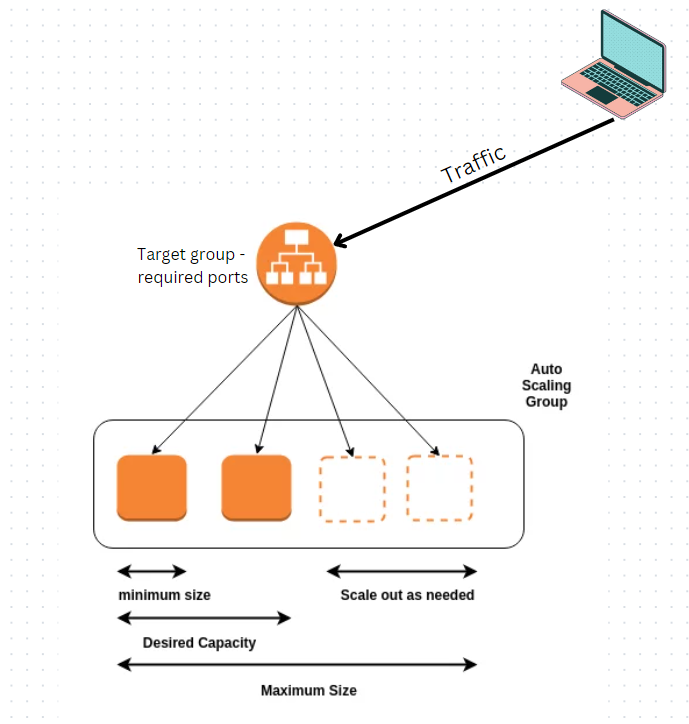 Traffic
Target group -
required ports
Auto
Scaling
Group
minimum size
Scale out as needed
Desired Capacity
Maximum Size